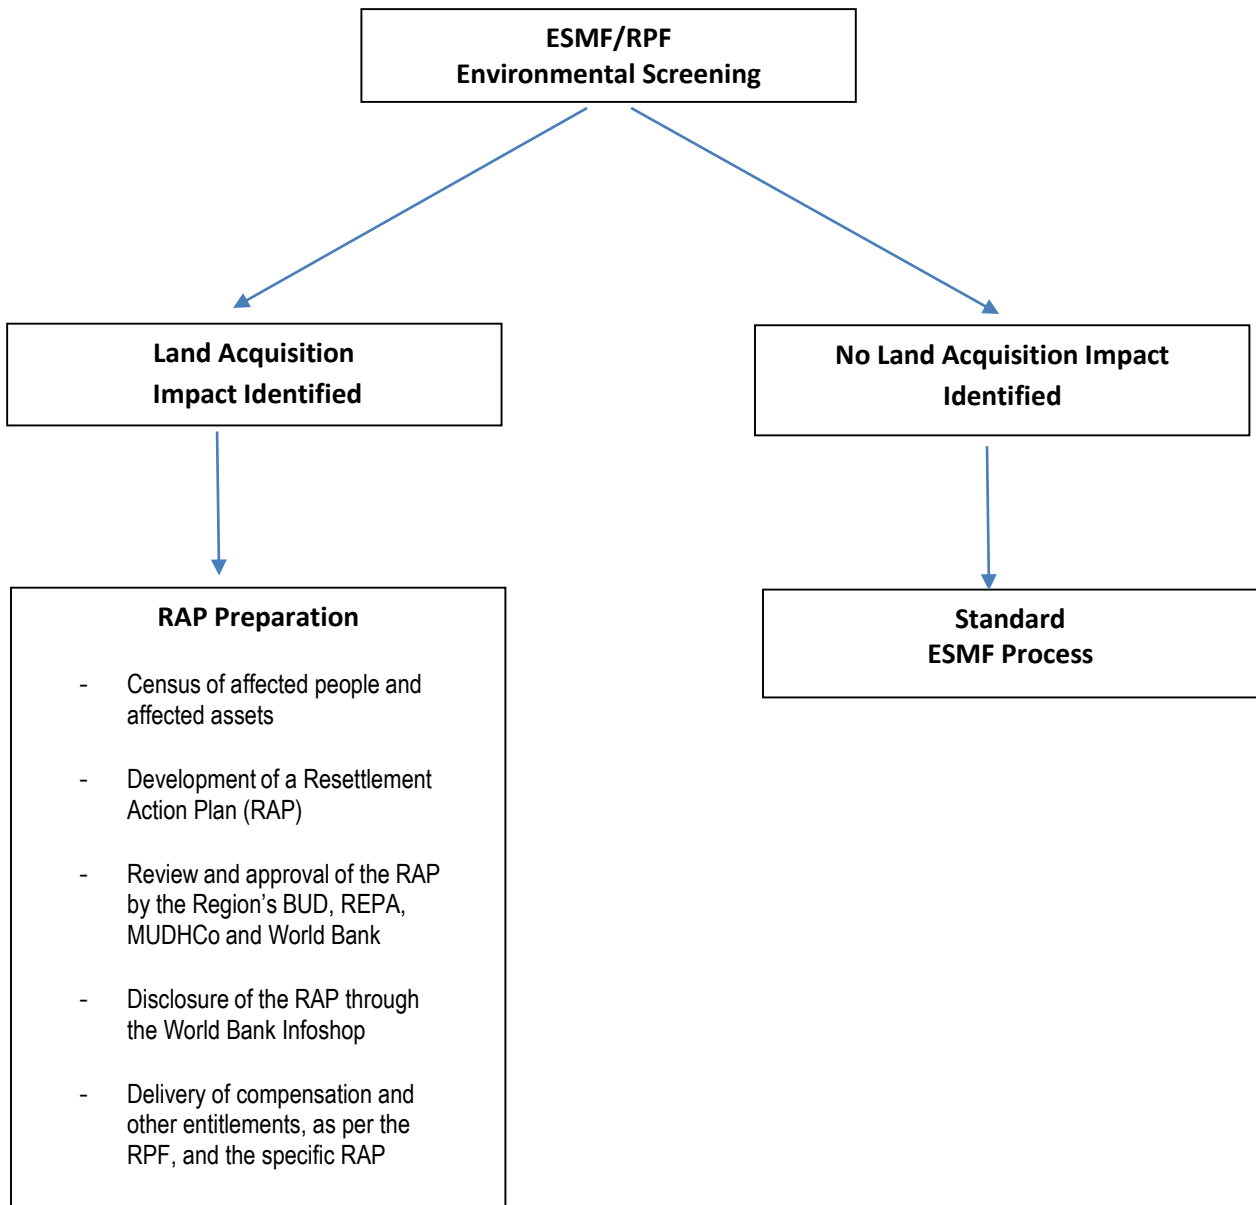 ESMF/RPF
Environmental Screening
Land Acquisition
Impact Identified
No Land Acquisition Impact
Identified
RAP Preparation
- Census of affected people and
affected assets
- Development of a Resettlement
Action Plan (RAP)
- Review and approval of the RAP
by the Region’s BUD, REPA,
MUDHCo and World Bank
- Disclosure of the RAP through
the World Bank Infoshop
- Delivery of compensation and
other entitlements, as per the
RPF, and the specific RAP
Standard
ESMF Process